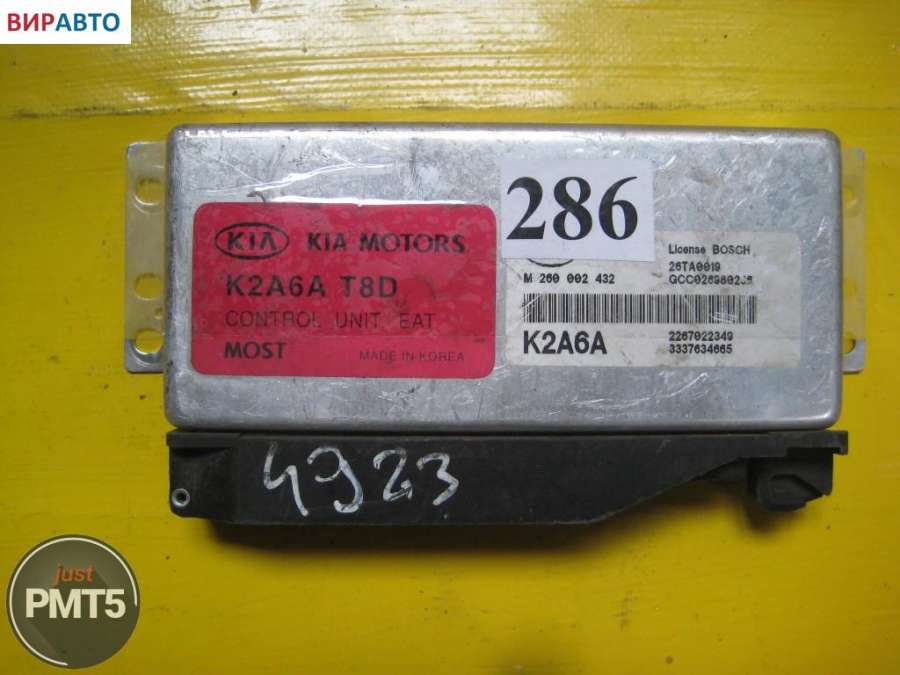 ВИРАВТО
286
KIA KIA MOTORS
K2A6A T8D
CONTROL UNIT EAT
MOST MADE IN KOREA
License BOSCH
26TA0019
M 260 002 432
K2A6A
2267022349
3337634665
4923
just
PMT5